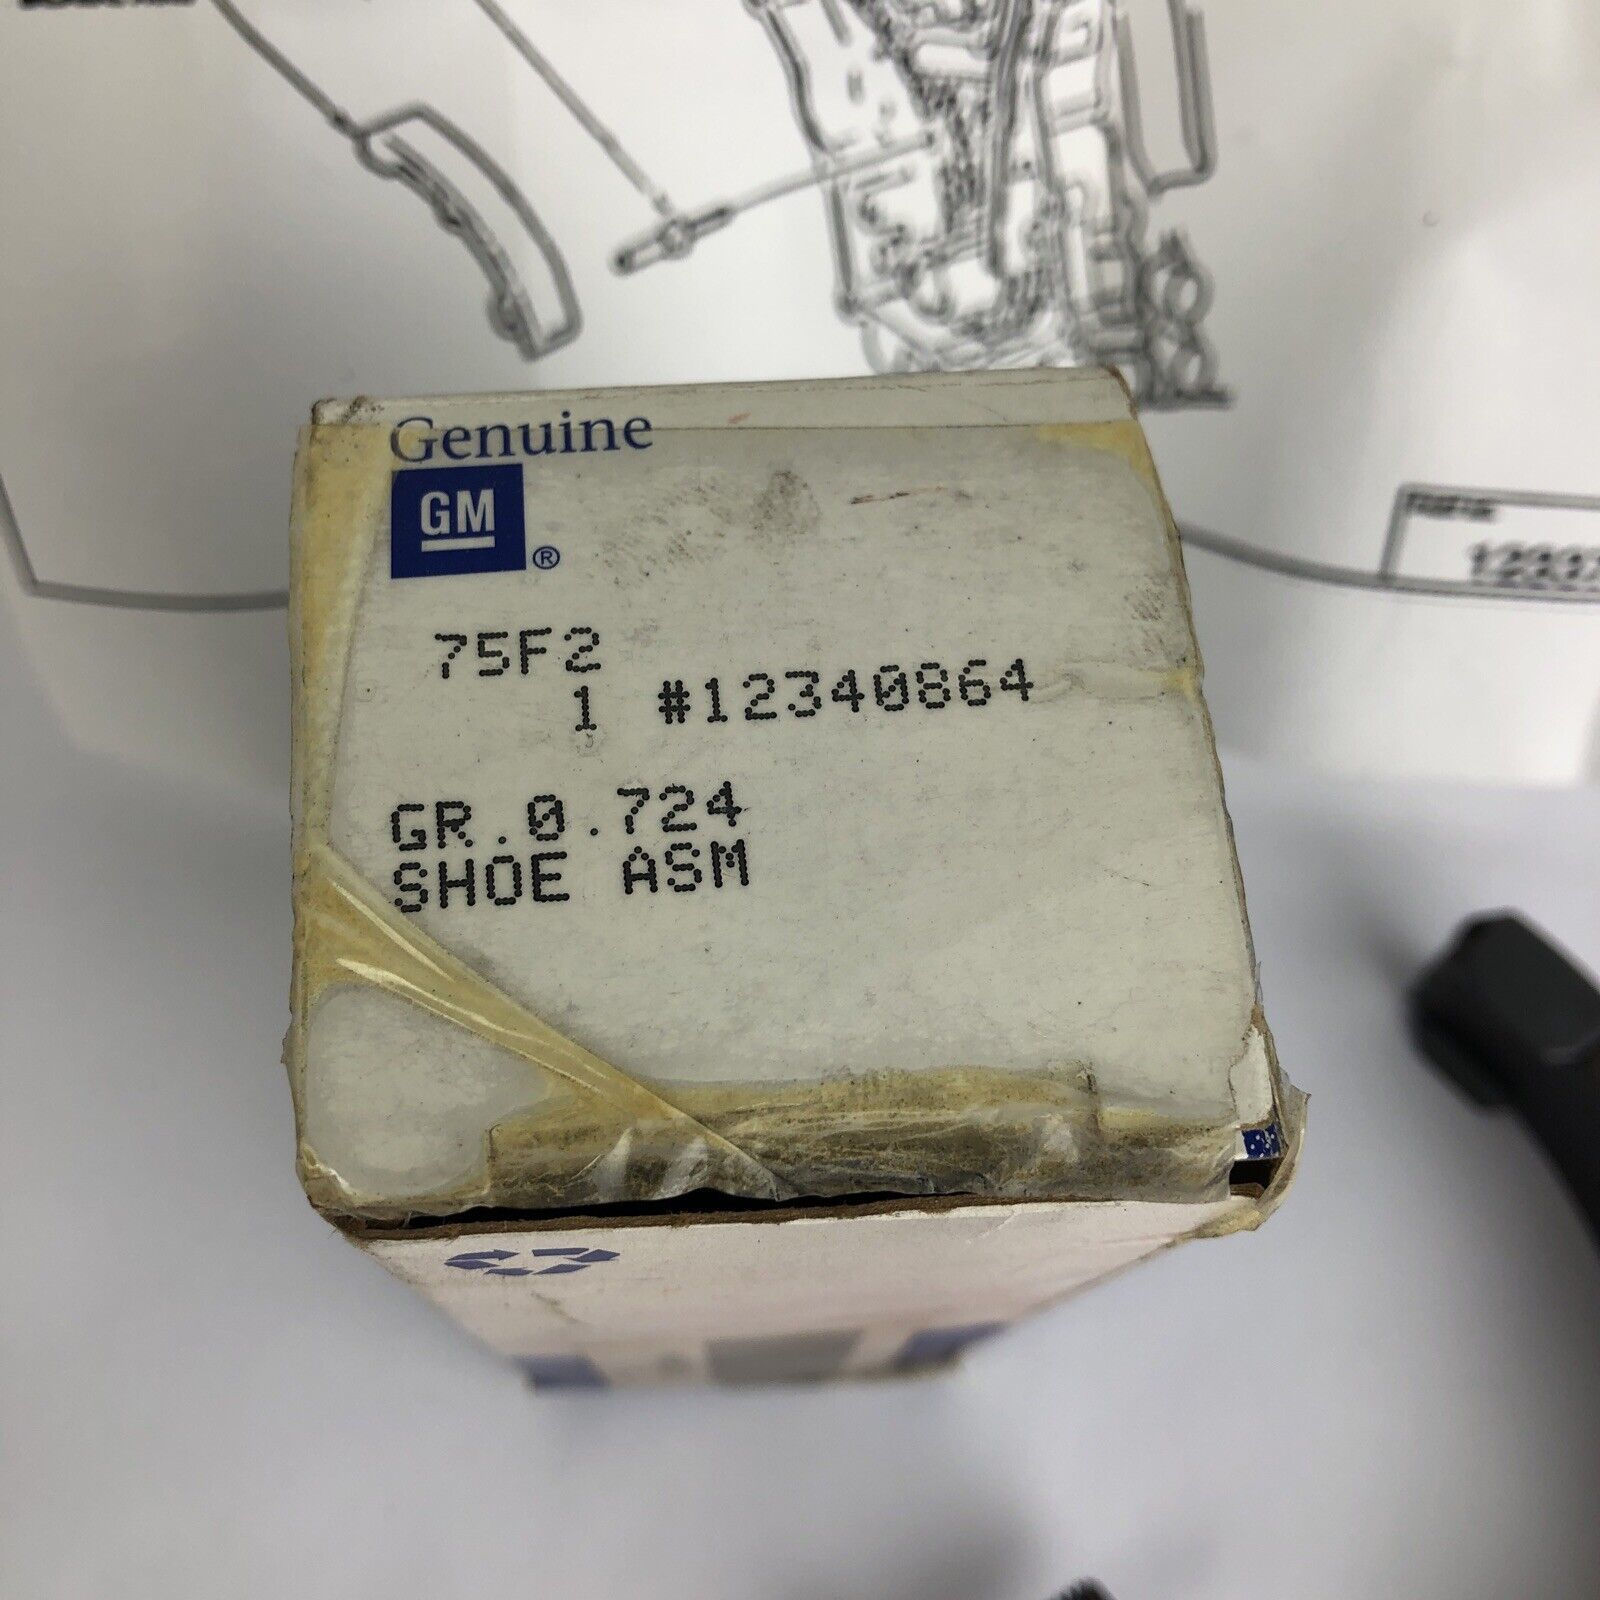 Genuine
GM
®
75F2
1 #12340864
GR.0.724
SHOE ASM